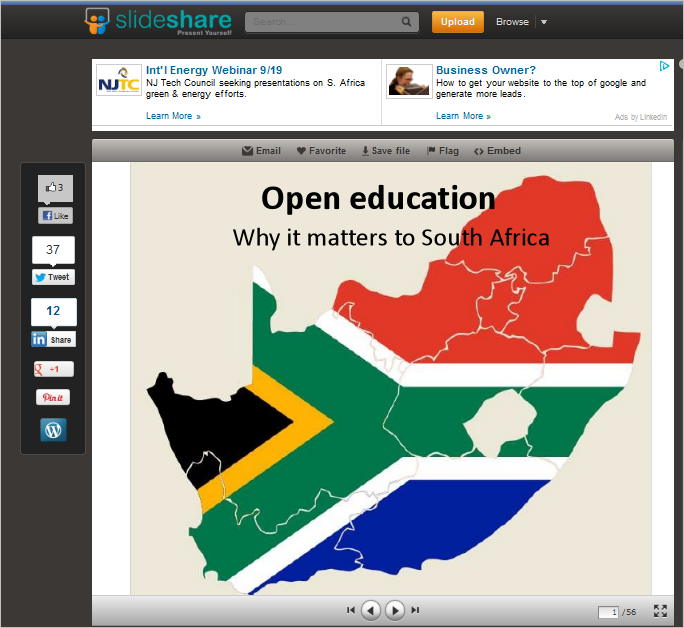 slideshare
Present Yourself
Search...
Upload
Browse
Int'l Energy Webinar 9/19
NJ Tech Council seeking presentations on S. Africa
green & energy efforts.
Learn More »
NJTC
Business Owner?
How to get your website to the top of google and
generate more leads.
Learn More »
Ads by LinkedIn
Email
Favorite
Save file
Flag
Embed
3
Like
37
Tweet
12
in Share
g +1
Pin it
W
Open education
Why it matters to South Africa
1 /56